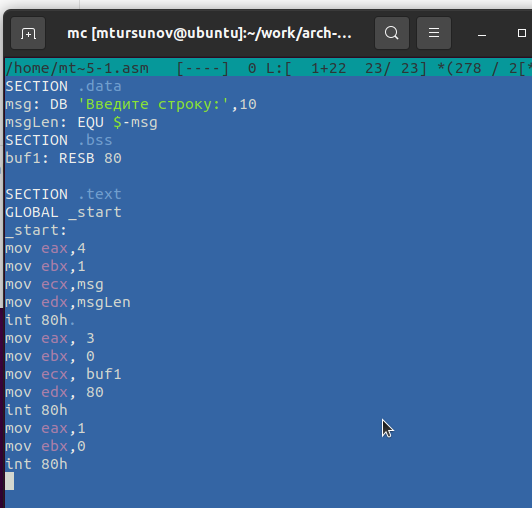 mc [mtursunov@ubuntu]:~/work/arch-...
/home/mt~5-1.asm [----] 0 L:[ 1+22 23/ 23] *(278 / 2[*
SECTION .data
msg: DB 'Введите строку:',10
msgLen: EQU $-msg
SECTION .bss
buf1: RESB 80
SECTION .text
GLOBAL _start
_start:
mov eax,4
mov ebx,1
mov ecx,msg
mov edx,msgLen
int 80h.
mov eax, 3
mov ebx, 0
mov ecx, buf1
mov edx, 80
int 80h
mov eax,1
mov ebx,0
int 80h